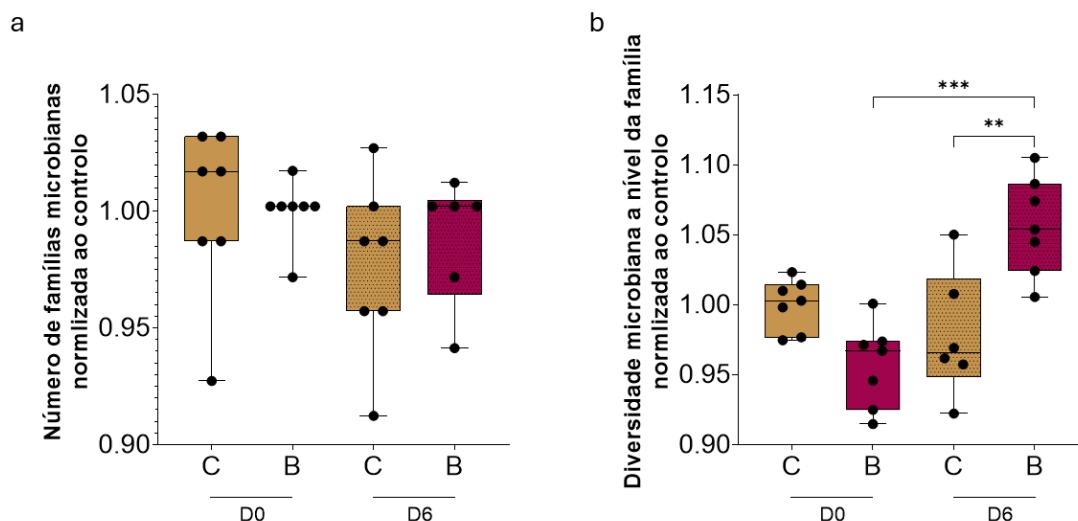 a
Número de famílias microbianas
normlizada ao controlo
1.05
1.00
0.95
0.90
C
B
C
B
D0
D6
b
Diversidade microbiana a nível da família
normlizada ao controlo
1.15
1.10
1.05
1.00
0.95
0.90
***
**
C
B
C
B
D0
D6